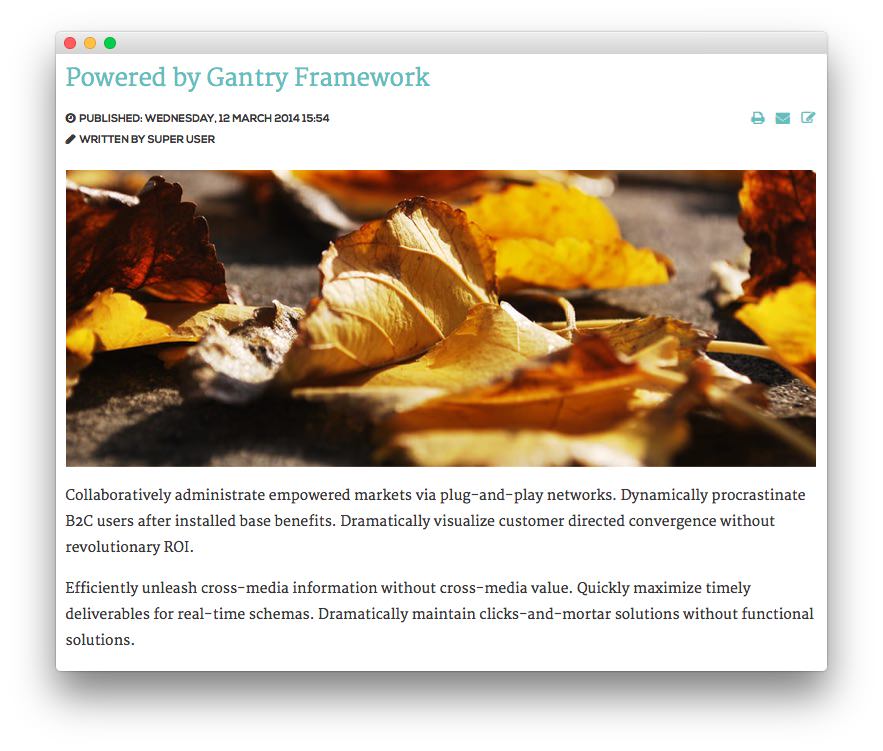 Powered by Gantry Framework
PUBLISHED: WEDNESDAY, 12 MARCH 2014 15:54
WRITTEN BY SUPER USER
Collaboratively administrate empowered markets via plug-and-play networks. Dynamically procrastinate
B2C users after installed base benefits. Dramatically visualize customer directed convergence without
revolutionary ROI.
Efficiently unleash cross-media information without cross-media value. Quickly maximize timely
deliverables for real-time schemas. Dramatically maintain clicks-and-mortar solutions without functional
solutions.